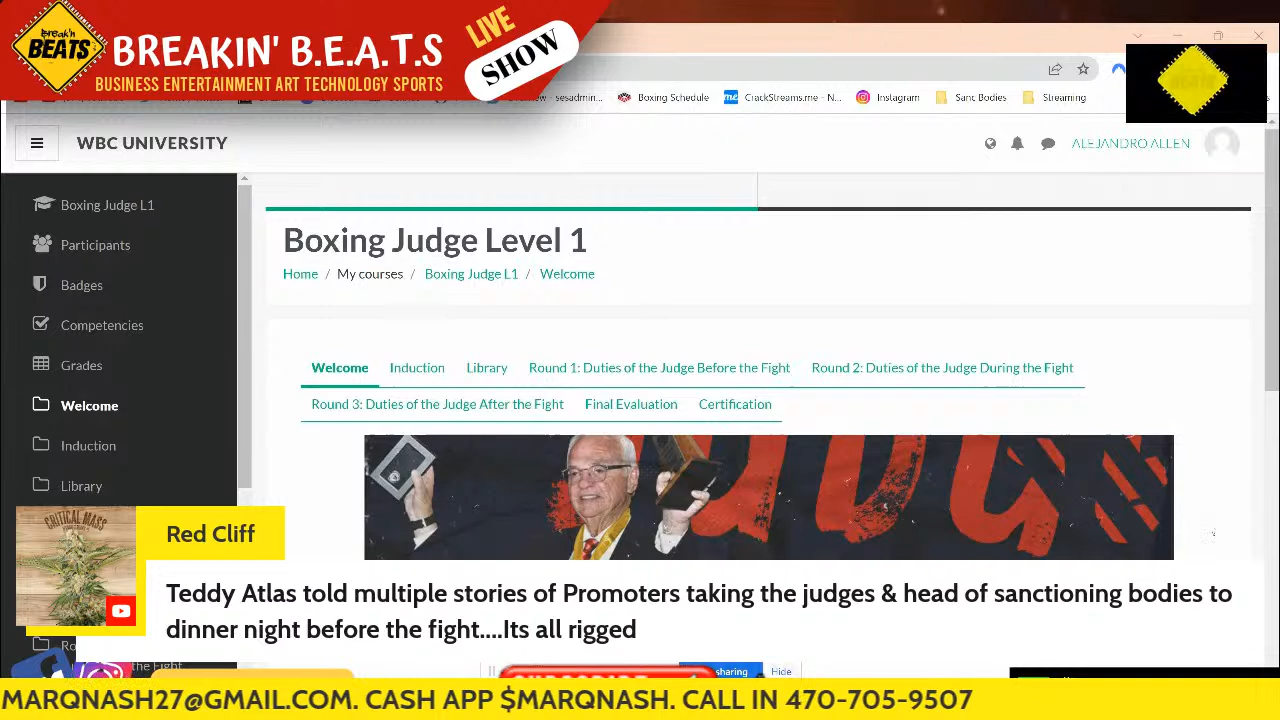 Break'n
BEATS
BREAKIN' B.E.A.T.S
BUSINESS ENTERTAINMENT ART TECHNOLOGY SPORTS
LIVE
SHOW
sesadmin...
Boxing Schedule
CrackStreams.me - N...
Instagram
Sanc Bodies
Streaming
WBC UNIVERSITY
ALEJANDRO ALLEN
Boxing Judge L1
Participants
Badges
Competencies
Grades
Welcome
Induction
Library
Boxing Judge Level 1
Home / My courses / Boxing Judge L1 / Welcome
Welcome Induction Library Round 1: Duties of the Judge Before the Fight Round 2: Duties of the Judge During the Fight
Round 3: Duties of the Judge After the Fight Final Evaluation Certification
CRITICAL MASS
Red Cliff
Teddy Atlas told multiple stories of Promoters taking the judges & head of sanctioning bodies to
dinner night before the fight....Its all rigged
the Fight
sharing Hide
MARQNASH27@GMAIL.COM. CASH APP $MARQNASH. CALL IN 470-705-9507